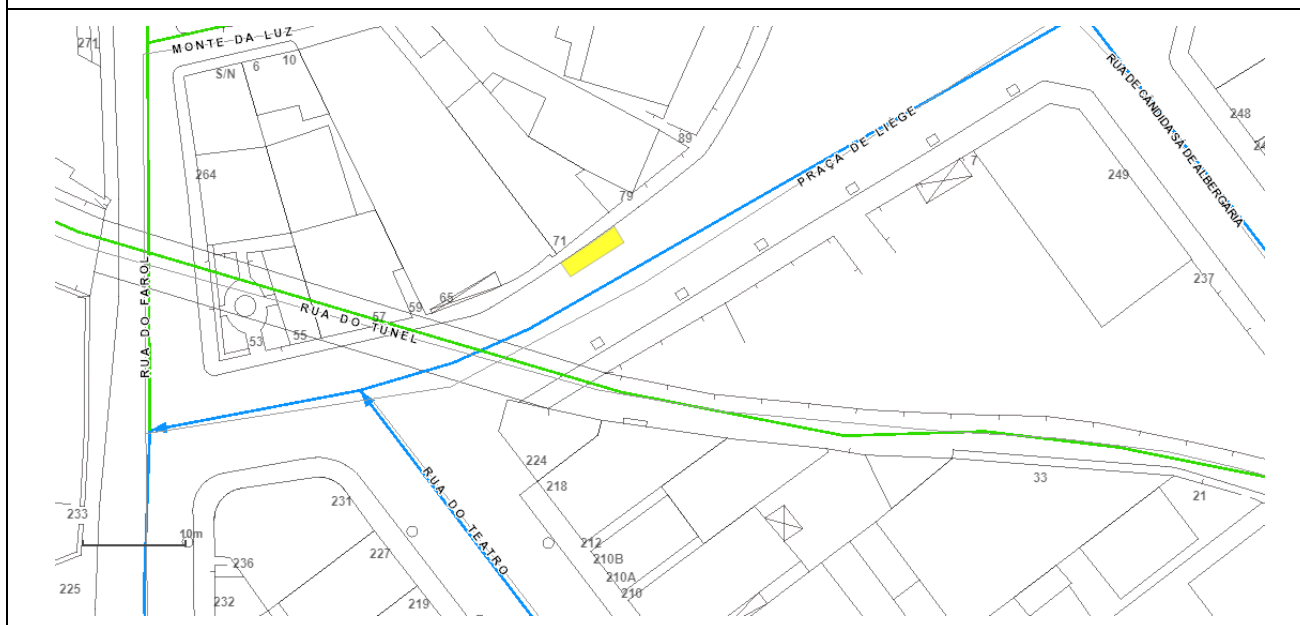 271
MONTE DA LUZ
S/N
6
10
264
89
79
71
65
59
57
55
53
RUA DO TUNEL
RUA DO FAROL
PRAÇA DE LIÉGE
RUA DE CÂNDIDA SÁ DE ALBERGARIA
248
7
249
237
224
218
212
210B
210A
210
RUA DO TEATRO
231
227
219
236
232
233
225
10m
33
21